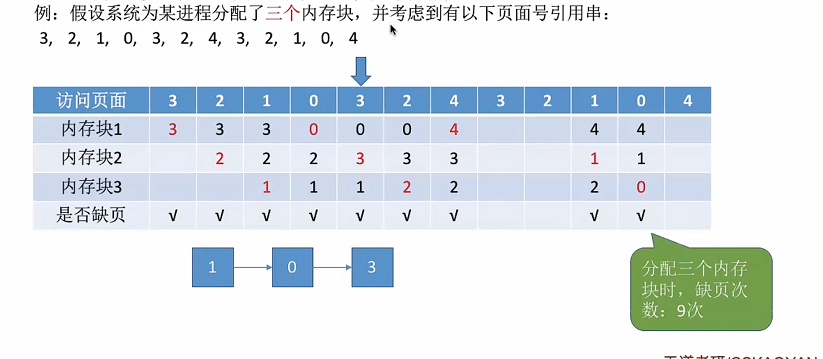 例：假设系统为某进程分配了三个内存块，并考虑到有以下页面号引用串：
3, 2, 1, 0, 3, 2, 4, 3, 2, 1, 0, 4
访问页面 3 2 1 0 3 2 4 3 2 1 0 4
内存块1 3 3 3 0 0 0 4 4 4
内存块2 2 2 2 3 3 3 1 1
内存块3 1 1 1 2 2 2 0
是否缺页 √ √ √ √ √ √ √ √ √
1 0 3
分配三个内存
块时，缺页次
数：9次